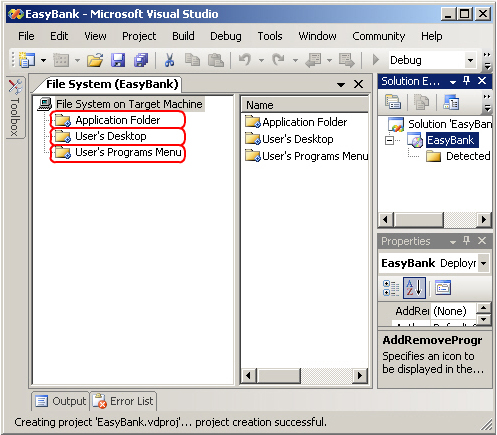 EasyBank - Microsoft Visual Studio
File Edit View Project Build Debug Tools Window Community Help
Debug
Toolbox
File System (EasyBank)
File System on Target Machine
Application Folder
User's Desktop
User's Programs Menu
Name
Application Folder
User's Desktop
User's Programs Menu
Solution E...
Solution 'EasyBan
EasyBank
Detected
Properties
EasyBank Deployr
AddRe (None)
AddRemoveProgr
Specifies an icon to
be displayed in the...
Output Error List
Creating project 'EasyBank.vdproj'... project creation successful.